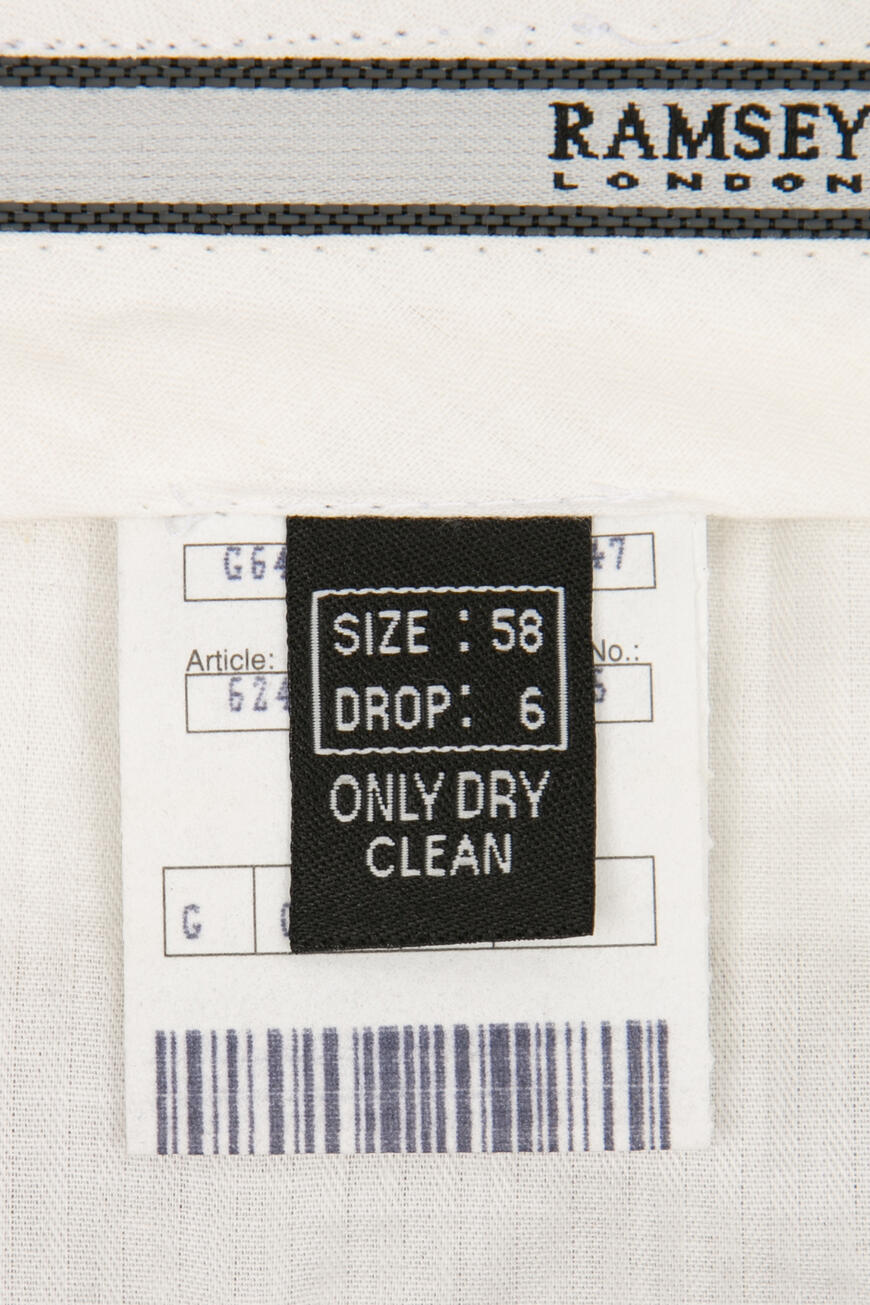 RAMSEY
LONDON
SIZE : 58
DROP: 6
ONLY DRY
CLEAN
Article:
No.:
G